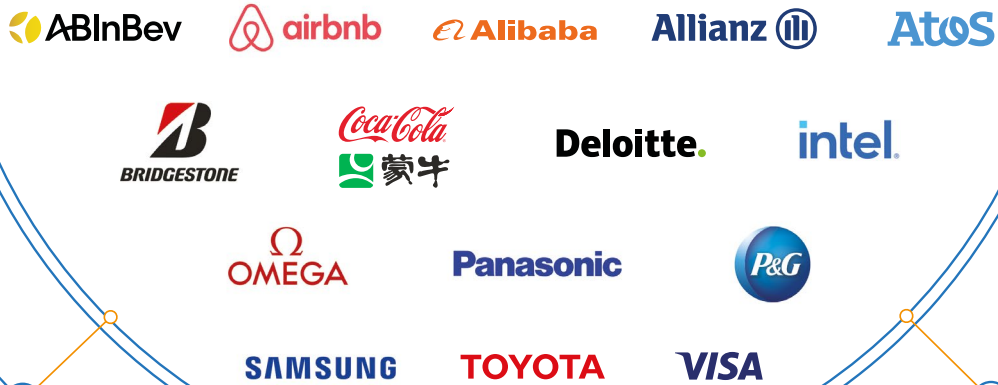 ABInBev airbnb Alibaba Allianz Atos
BRIDGESTONE Coca-Cola 蒙牛 Deloitte. intel.
Ω OMEGA Panasonic P&G
SAMSUNG TOYOTA VISA